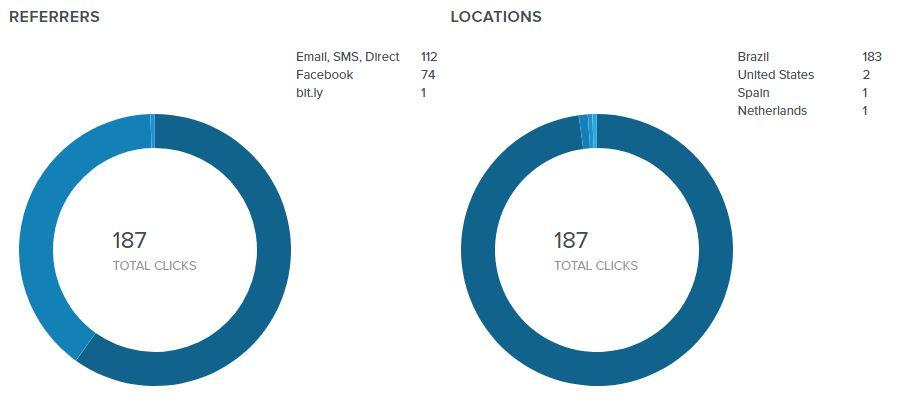 REFERRERS
Email, SMS, Direct 112
Facebook 74
bit.ly 1
187
TOTAL CLICKS
LOCATIONS
Brazil 183
United States 2
Spain 1
Netherlands 1
187
TOTAL CLICKS